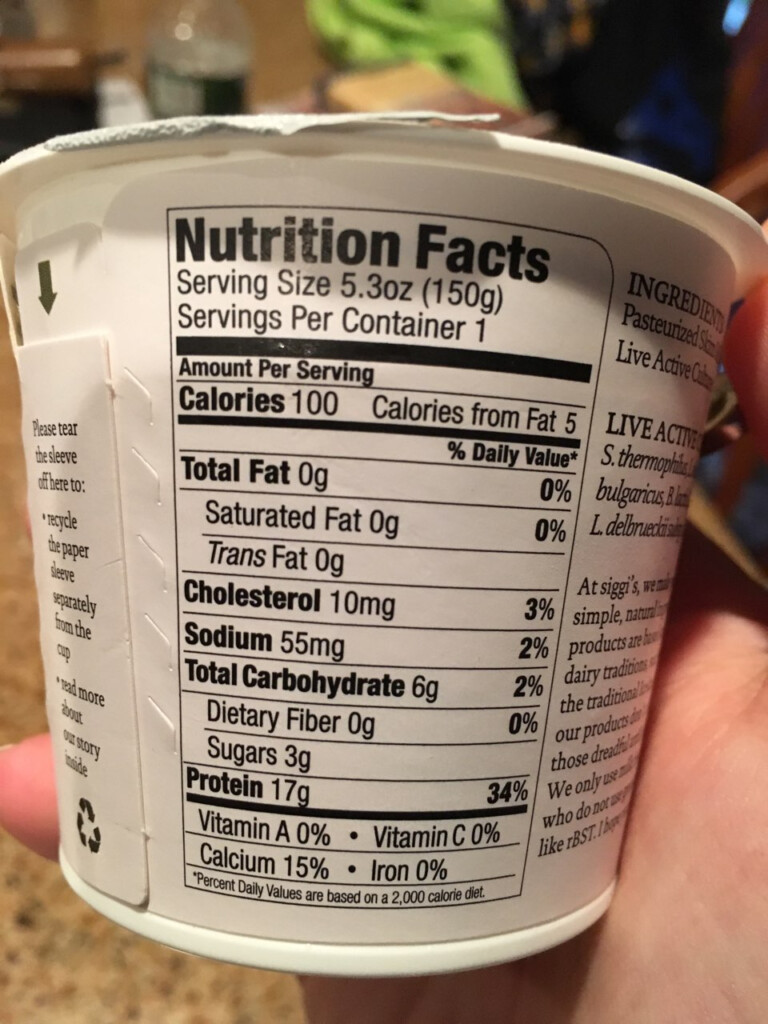 Please tear
the sleeve
off here to:
• recycle
the paper
sleeve
separately
from the
cup
• read more
about
our story
inside
Nutrition Facts
Serving Size 5.3oz (150g)
Servings Per Container 1
Amount Per Serving
Calories 100 Calories from Fat 5
% Daily Value*
Total Fat 0g 0%
Saturated Fat 0g 0%
Trans Fat 0g
Cholesterol 10mg 3%
Sodium 55mg 2%
Total Carbohydrate 6g 2%
Dietary Fiber 0g 0%
Sugars 3g
Protein 17g 34%
Vitamin A 0% • Vitamin C 0%
Calcium 15% • Iron 0%
*Percent Daily Values are based on a 2,000 calorie diet.
Pasteurized
Live Active
LIVE ACTIVE
S.
bulgaricus, B.
L. delbrueckii
At siggi's, we
simple,
products are
dairy
the traditional
our products
those
We only use
who do not
like rBST. I